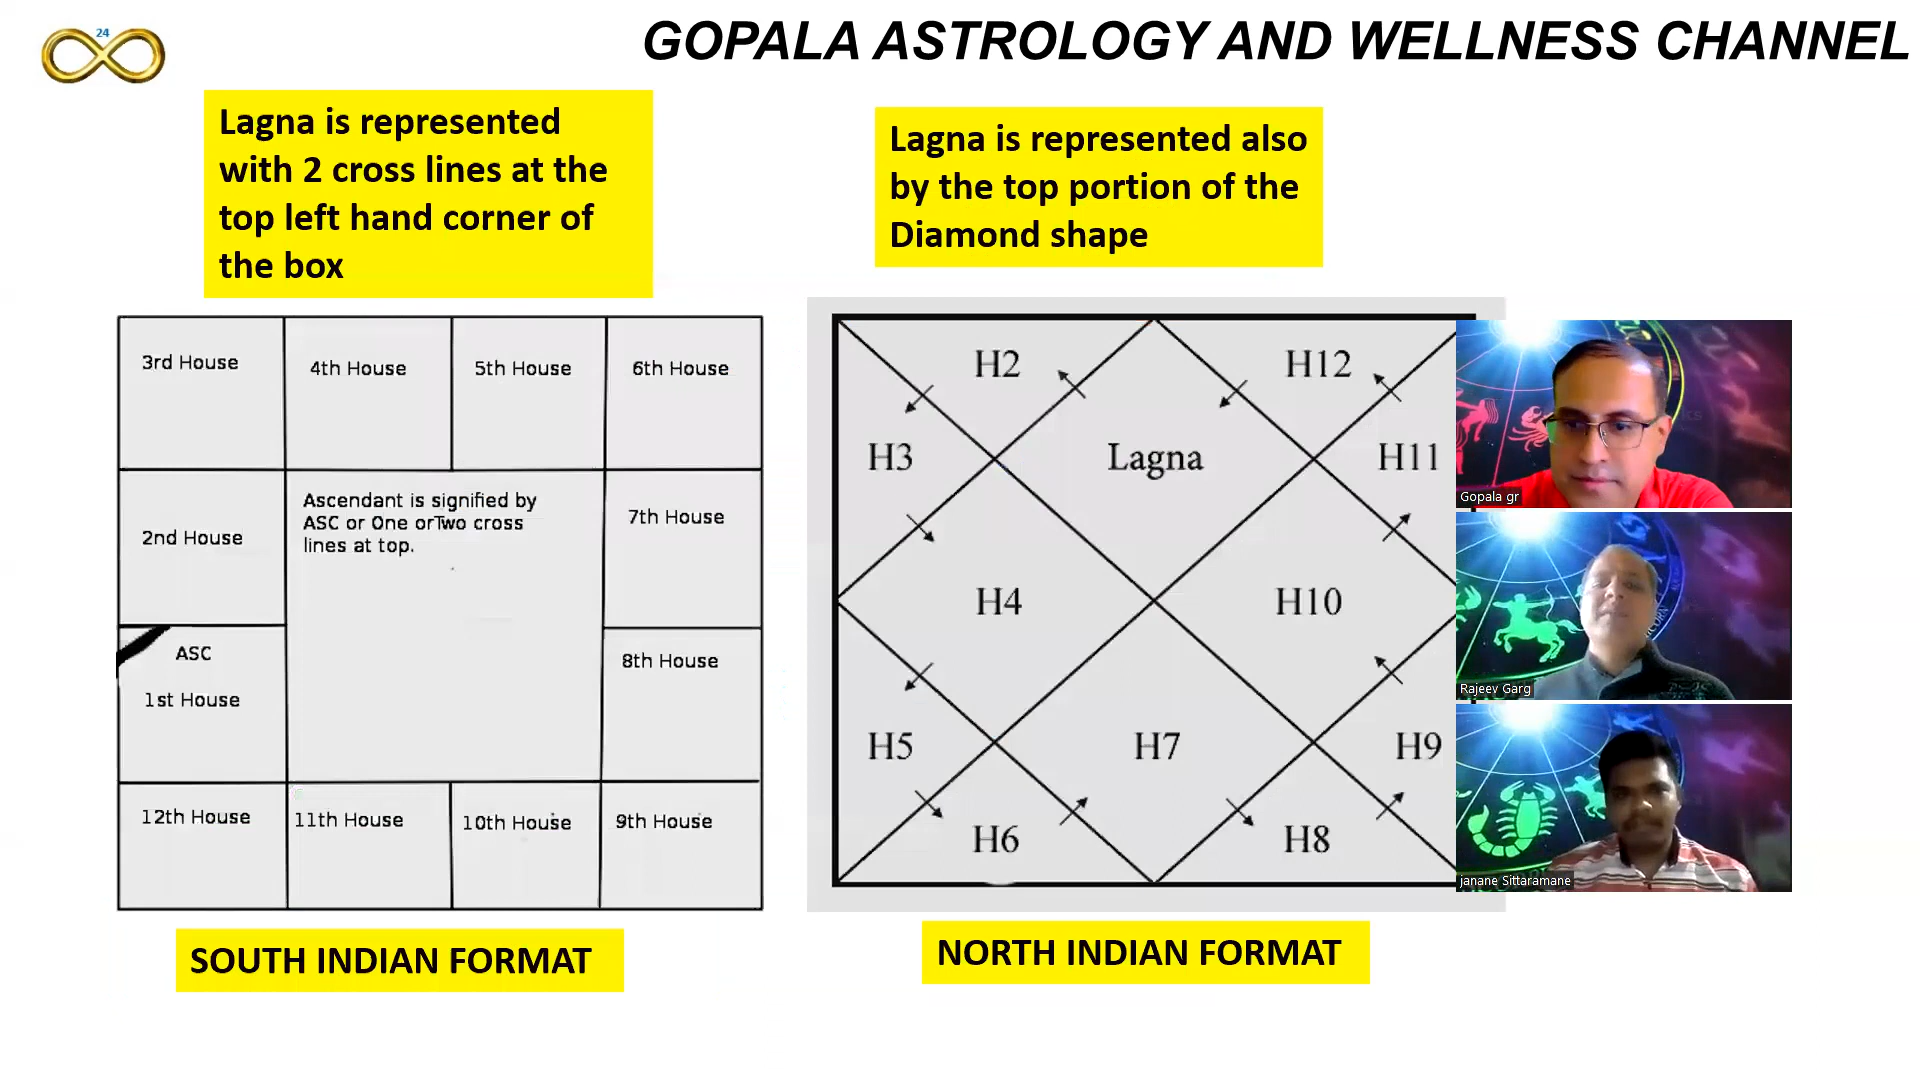 24
GOPALA ASTROLOGY AND WELLNESS CHANNEL
Lagna is represented
with 2 cross lines at the
top left hand corner of
the box
Lagna is represented also
by the top portion of the
Diamond shape
3rd House
4th House
5th House
6th House
2nd House
Ascendant is signified by
ASC or One orTwo cross
lines at top.
7th House
ASC
1st House
8th House
12th House
11th House
10th House
9th House
SOUTH INDIAN FORMAT
H2
H12
H3
Lagna
H11
H4
H10
H5
H7
H9
H6
H8
NORTH INDIAN FORMAT
Gopala gr
Rajeev Garg
janane Sittaramane